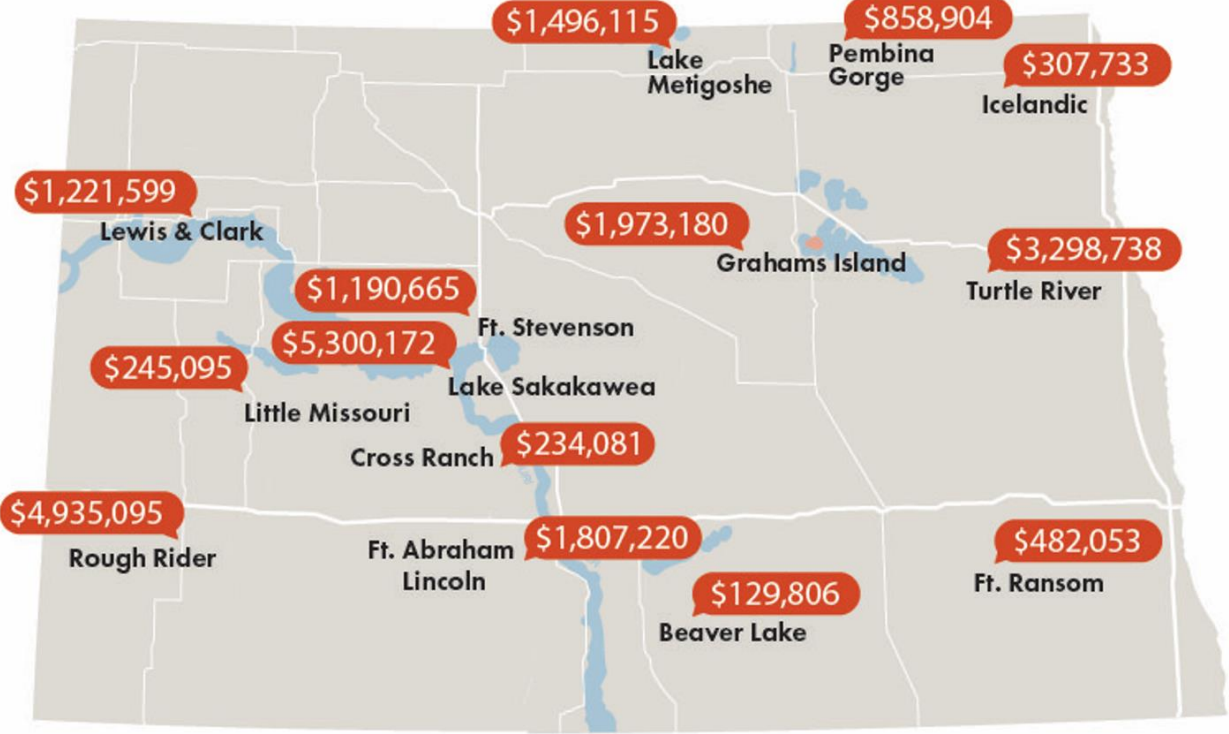 $1,496,115
Lake
Metigoshe
$858,904
Pembina
Gorge
$307,733
Icelandic
$1,221,599
Lewis & Clark
$1,973,180
Grahams Island
$3,298,738
Turtle River
$1,190,665
Ft. Stevenson
$5,300,172
Lake Sakakawea
$245,095
Little Missouri
$234,081
Cross Ranch
$4,935,095
Rough Rider
$1,807,220
Ft. Abraham
Lincoln
$482,053
Ft. Ransom
$129,806
Beaver Lake